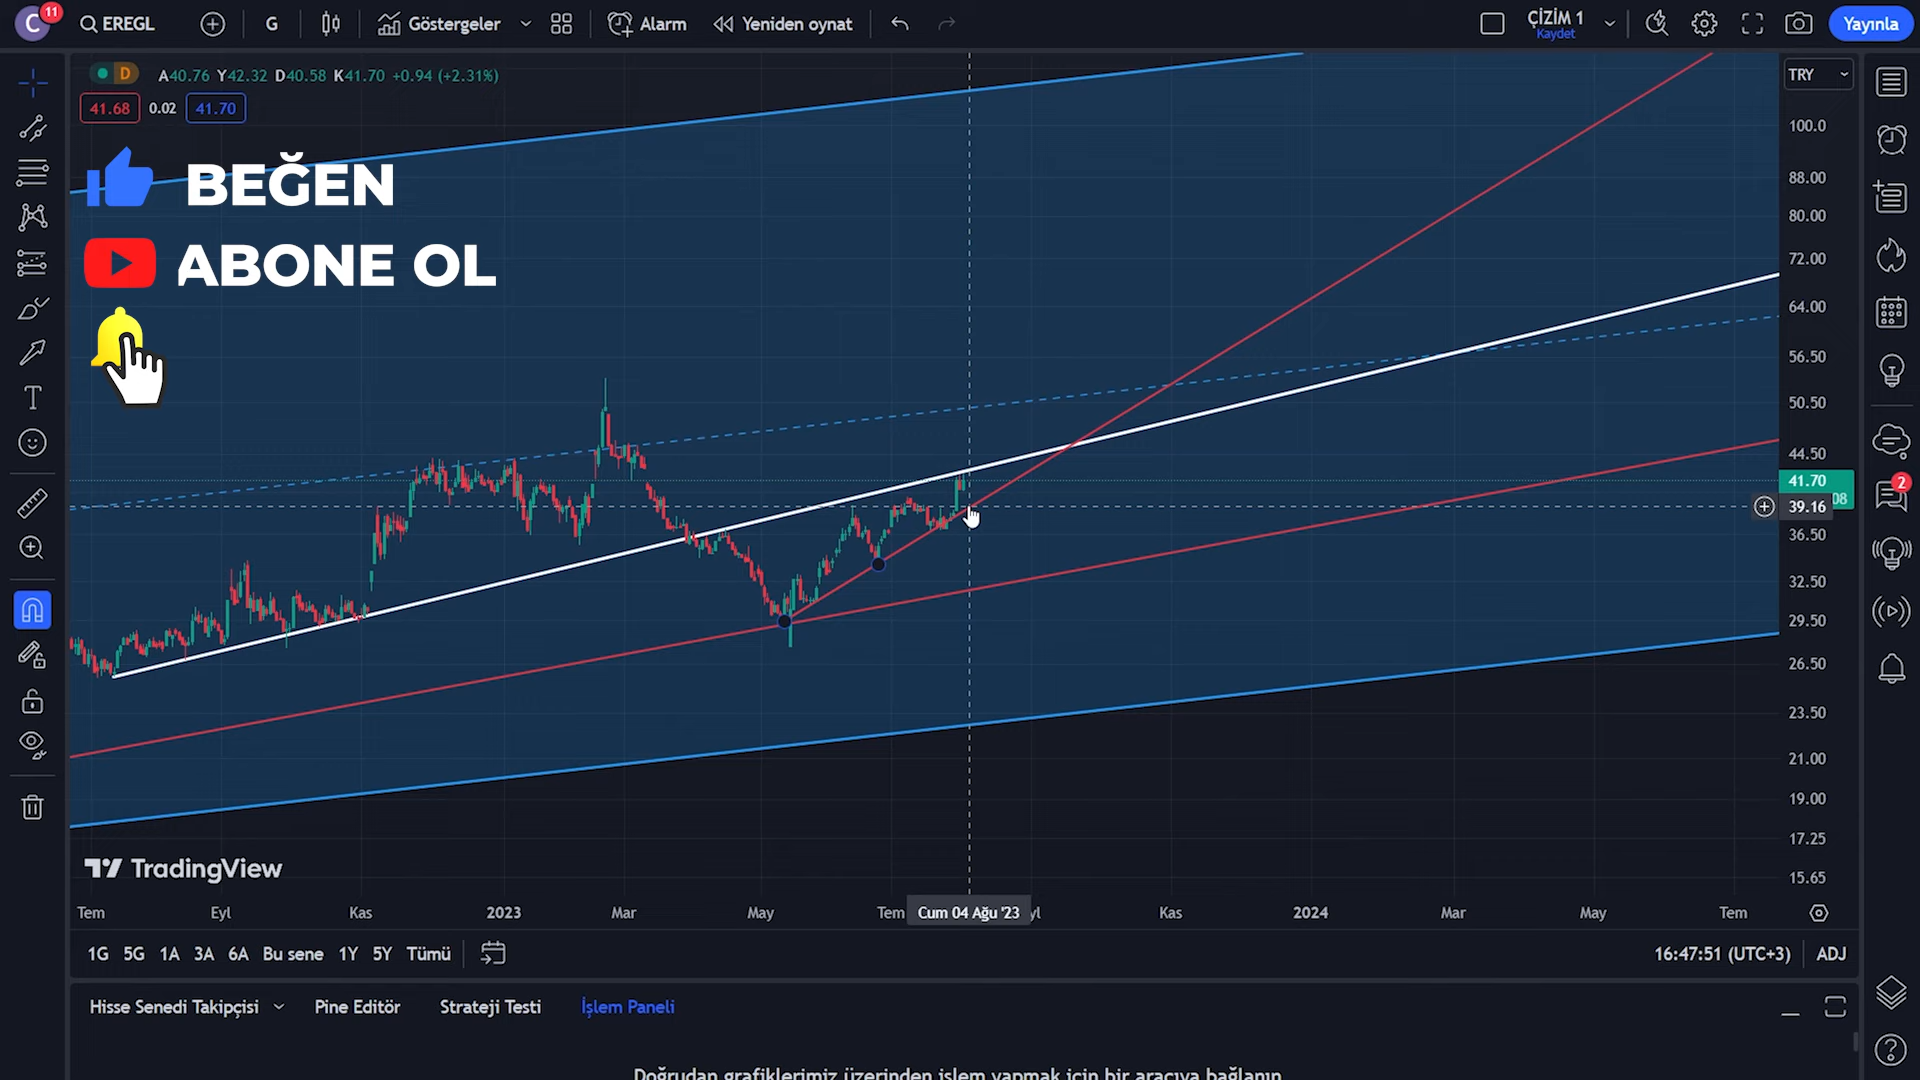 C 11 EREGL G Göstergeler Alarm Yeniden oynat ÇİZİM 1 Kaydet Yayınla
D A40.76 Y42.32 D40.58 K41.70 +0.94 (+2.31%) TRY
41.68 0.02 41.70
BEĞEN
ABONE OL
100.0
88.00
80.00
72.00
64.00
56.50
50.50
44.50
41.70
08
39.16
36.50
32.50
29.50
26.50
23.50
21.00
19.00
17.25
15.65
2
TradingView
Tem Eyl Kas 2023 Mar May Tem Cum 04 Ağu '23 yl Kas 2024 Mar May Tem
1G 5G 1A 3A 6A Bu sene 1Y 5Y Tümü 16:47:51 (UTC+3) ADJ
Hisse Senedi Takipçisi Pine Editör Strateji Testi İşlem Paneli
Doğrudan grafiklerimiz üzerinden işlem yapmak için bir aracıya bağlanın